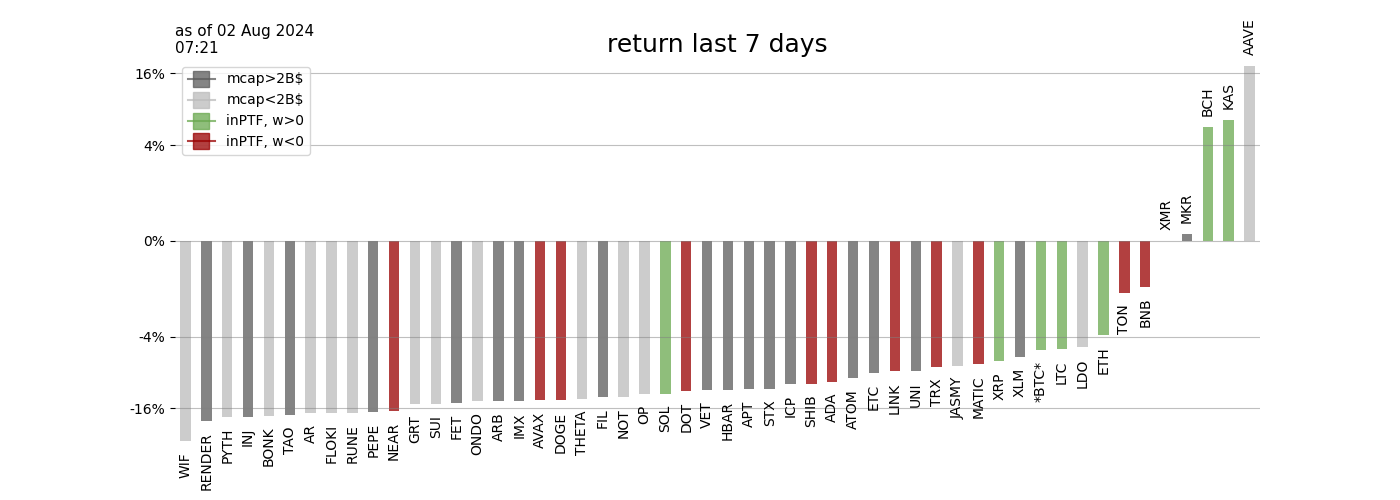 as of 02 Aug 2024
07:21
return last 7 days
16%
4%
0%
-4%
-16%
mcap>2B$
mcap<2B$
inPTF, w>0
inPTF, w<0
WIF
RENDER
PYTH
INJ
BONK
TAO
AR
FLOKI
RUNE
PEPE
NEAR
GRT
SUI
FET
ONDO
ARB
IMX
AVAX
DOGE
THETA
FIL
NOT
OP
SOL
DOT
VET
HBAR
APT
STX
ICP
SHIB
ADA
ATOM
ETC
LINK
UNI
TRX
JASMY
MATIC
XRP
XLM
*BTC*
LTC
LDO
ETH
TON
BNB
XMR
MKR
BCH
KAS
AAVE